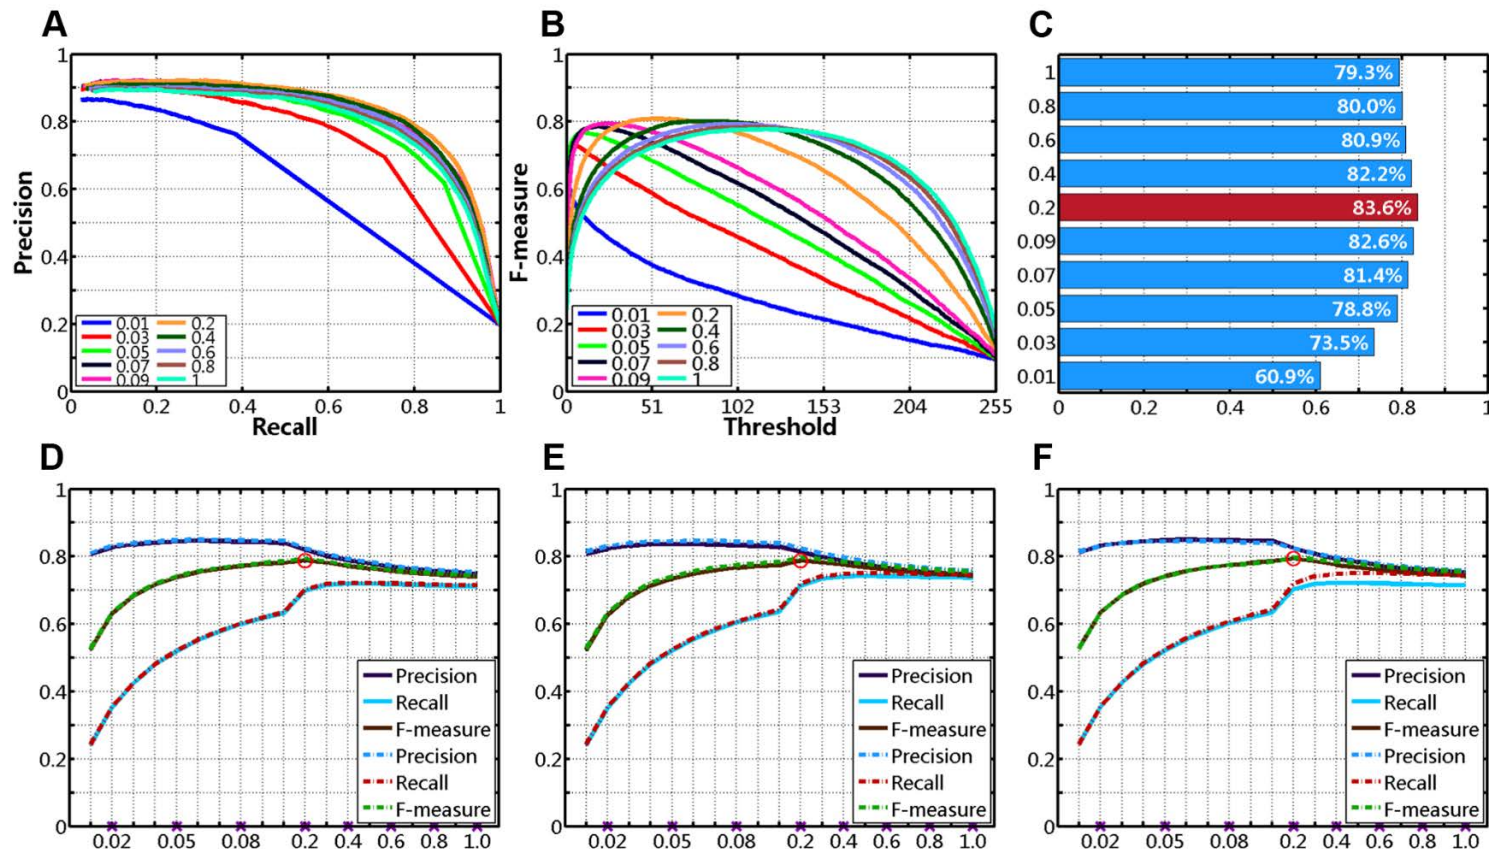 A
B
C
Precision
1
0.8
0.6
0.4
0.2
0
0.01 0.2
0.03 0.4
0.05 0.6
0.07 0.8
0.09 1
0 0.2 0.4 0.6 0.8 1
Recall
F-measure
1
0.8
0.6
0.4
0.2
0
0.01 0.2
0.03 0.4
0.05 0.6
0.07 0.8
0.09 1
0 51 102 153 204 255
Threshold
1 79.3%
0.8 80.0%
0.6 80.9%
0.4 82.2%
0.2 83.6%
0.09 82.6%
0.07 81.4%
0.05 78.8%
0.03 73.5%
0.01 60.9%
0 0.2 0.4 0.6 0.8 1
D
E
F
1
0.8
0.6
0.4
0.2
0
Precision
Recall
F-measure
Precision
Recall
F-measure
0.02 0.05 0.08 0.2 0.4 0.6 0.8 1.0
1
0.8
0.6
0.4
0.2
0
Precision
Recall
F-measure
Precision
Recall
F-measure
0.02 0.05 0.08 0.2 0.4 0.6 0.8 1.0
1
0.8
0.6
0.4
0.2
0
Precision
Recall
F-measure
Precision
Recall
F-measure
0.02 0.05 0.08 0.2 0.4 0.6 0.8 1.0